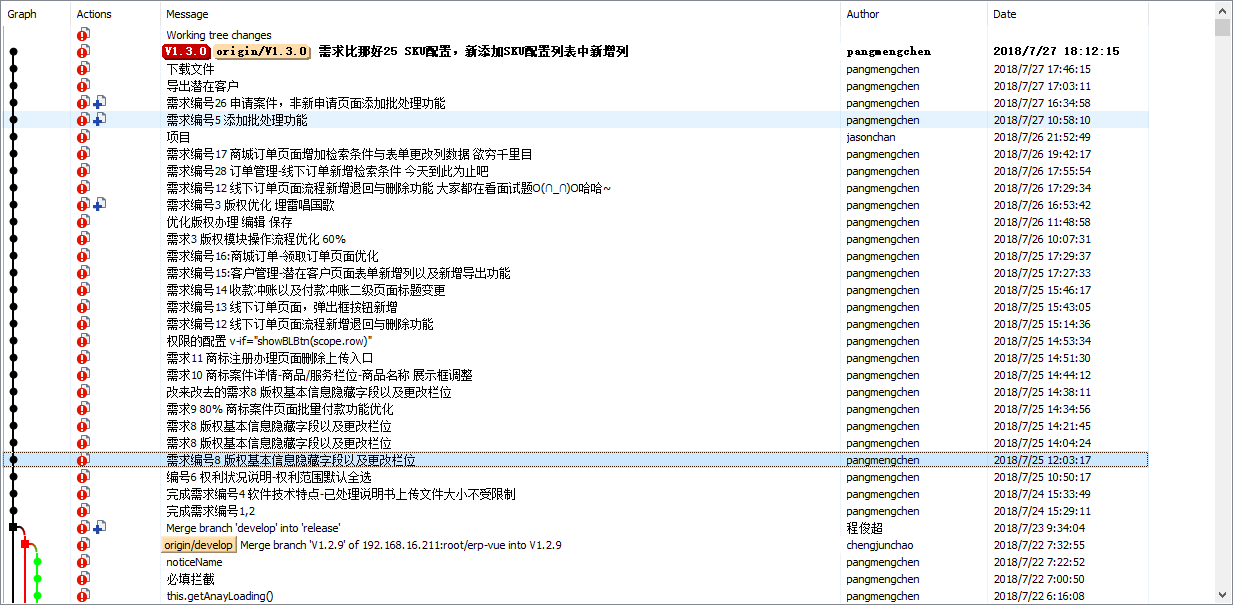 Graph Actions Message Author Date
Working tree changes
V1.3.0 origin/V1.3.0 需求比那好25 SKU配置，新添加SKU配置列表中新增列 pangmengchen 2018/7/27 18:12:15
下载文件 pangmengchen 2018/7/27 17:46:15
导出潜在客户 pangmengchen 2018/7/27 17:03:11
需求编号26 申请案件，非新申请页面添加批处理功能 pangmengchen 2018/7/27 16:34:58
需求编号5 添加批处理功能 pangmengchen 2018/7/27 10:58:10
项目 jasonchan 2018/7/26 21:52:49
需求编号17 商城订单页面增加检索条件与表单更改列数据 欲穷千里目 pangmengchen 2018/7/26 19:42:17
需求编号28 订单管理-线下订单新增检索条件 今天到此为止吧 pangmengchen 2018/7/26 17:55:54
需求编号12 线下订单页面流程新增退回与删除功能 大家都在看面试题O(∩_∩)O哈哈~ pangmengchen 2018/7/26 17:29:34
需求编号3 版权优化 埋雷唱国歌 pangmengchen 2018/7/26 16:53:42
优化版权办理 编辑 保存 pangmengchen 2018/7/26 11:48:58
需求3 版权模块操作流程优化 60% pangmengchen 2018/7/26 10:07:31
需求编号16:商城订单-领取订单页面优化 pangmengchen 2018/7/25 17:29:37
需求编号15:客户管理-潜在客户页面表单新增列以及新增导出功能 pangmengchen 2018/7/25 17:27:33
需求编号14 收款冲账以及付款冲账二级页面标题变更 pangmengchen 2018/7/25 15:46:17
需求编号13 线下订单页面，弹出框按钮新增 pangmengchen 2018/7/25 15:43:05
需求编号12 线下订单页面流程新增退回与删除功能 pangmengchen 2018/7/25 15:14:36
权限的配置 v-if="showBLBtn(scope.row)" pangmengchen 2018/7/25 14:53:34
需求11 商标注册办理页面删除上传入口 pangmengchen 2018/7/25 14:51:30
需求10 商标案件详情-商品/服务栏位-商品名称 展示框调整 pangmengchen 2018/7/25 14:44:12
改来改去的需求8 版权基本信息隐藏字段以及更改栏位 pangmengchen 2018/7/25 14:38:11
需求9 80% 商标案件页面批量付款功能优化 pangmengchen 2018/7/25 14:34:56
需求8 版权基本信息隐藏字段以及更改栏位 pangmengchen 2018/7/25 14:21:45
需求8 版权基本信息隐藏字段以及更改栏位 pangmengchen 2018/7/25 14:04:24
需求编号8 版权基本信息隐藏字段以及更改栏位 pangmengchen 2018/7/25 12:03:17
编号6 权利状况说明-权利范围默认全选 pangmengchen 2018/7/25 10:50:17
完成需求编号4 软件技术特点-已处理说明书上传文件大小不受限制 pangmengchen 2018/7/24 15:33:49
完成需求编号1,2 pangmengchen 2018/7/24 15:29:11
Merge branch 'develop' into 'release' 程俊超 2018/7/23 9:34:04
origin/develop Merge branch 'V1.2.9' of 192.168.16.211:root/erp-vue into V1.2.9 chengjunchao 2018/7/22 7:32:55
noticeName pangmengchen 2018/7/22 7:22:52
必填拦截 pangmengchen 2018/7/22 7:00:50
this.getAnayLoading() pangmengchen 2018/7/22 6:16:08